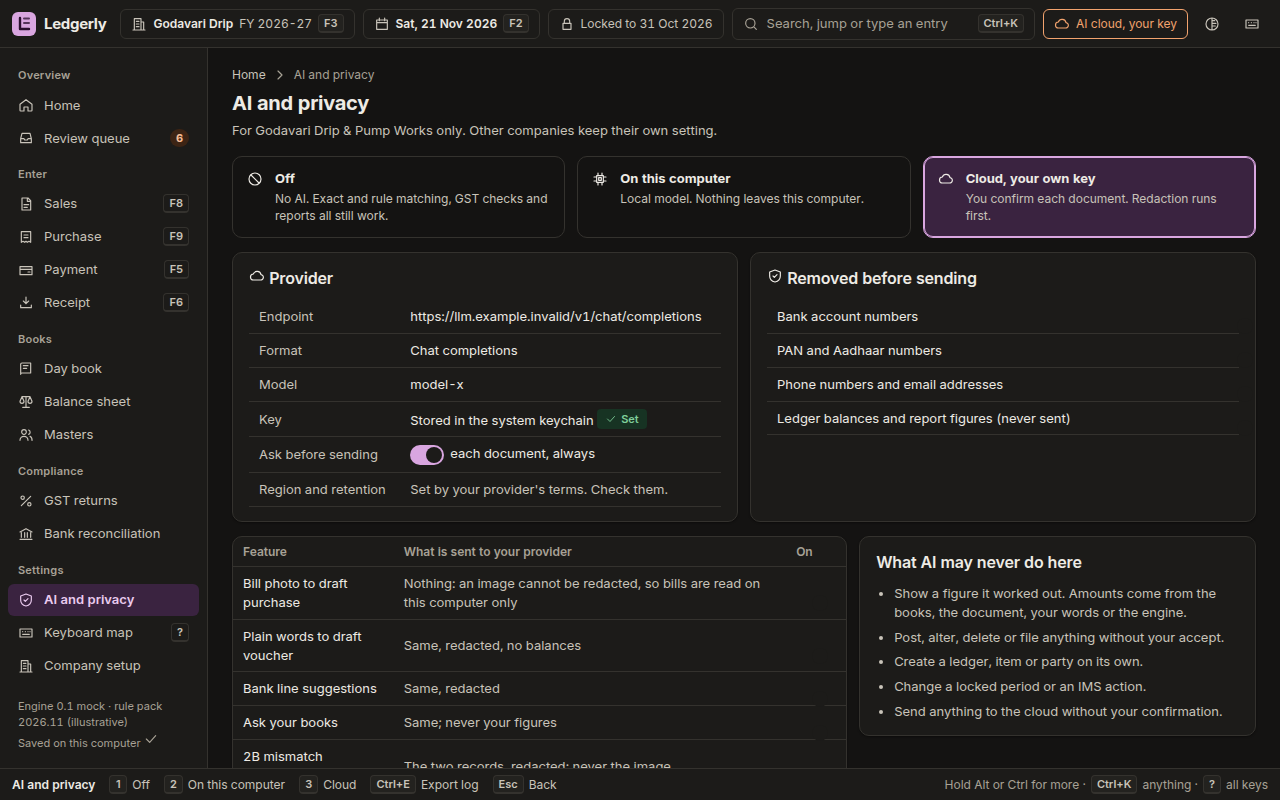 Ledgerly
Godavari Drip FY 2026-27 F3
Sat, 21 Nov 2026 F2
Locked to 31 Oct 2026
Search, jump or type an entry Ctrl+K
AI cloud, your key
Overview
Home
Review queue 6
Enter
Sales F8
Purchase F9
Payment F5
Receipt F6
Books
Day book
Balance sheet
Masters
Compliance
GST returns
Bank reconciliation
Settings
AI and privacy
Keyboard map ?
Company setup
Engine 0.1 mock · rule pack
2026.11 (illustrative)
Saved on this computer
Home > AI and privacy
AI and privacy
For Godavari Drip & Pump Works only. Other companies keep their own setting.
Off
No AI. Exact and rule matching, GST checks and
reports all still work.
On this computer
Local model. Nothing leaves this computer.
Cloud, your own key
You confirm each document. Redaction runs
first.
Provider
Endpoint https://llm.example.invalid/v1/chat/completions
Format Chat completions
Model model-x
Key Stored in the system keychain Set
Ask before sending each document, always
Region and retention Set by your provider's terms. Check them.
Removed before sending
Bank account numbers
PAN and Aadhaar numbers
Phone numbers and email addresses
Ledger balances and report figures (never sent)
Feature What is sent to your provider On
Bill photo to draft
purchase
Nothing: an image cannot be redacted, so bills are read on
this computer only
Plain words to draft
voucher
Same, redacted, no balances
Bank line suggestions Same, redacted
Ask your books Same; never your figures
2B mismatch
The two records, redacted; never the image
What AI may never do here
• Show a figure it worked out. Amounts come from the
books, the document, your words or the engine.
• Post, alter, delete or file anything without your accept.
• Create a ledger, item or party on its own.
• Change a locked period or an IMS action.
• Send anything to the cloud without your confirmation.
AI and privacy 1 Off 2 On this computer 3 Cloud Ctrl+E Export log Esc Back
Hold Alt or Ctrl for more · Ctrl+K anything · ? all keys